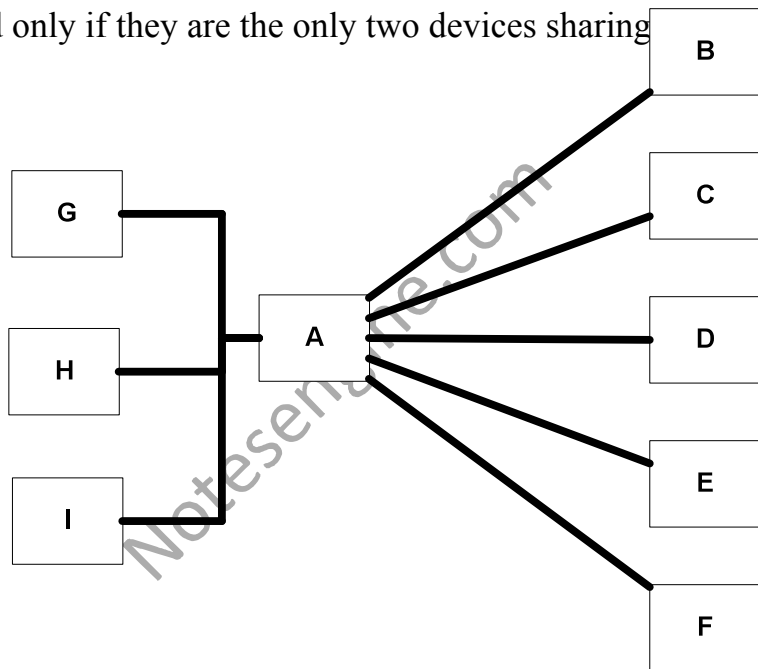 only if they are the only two devices sharing
B
C
G
A
D
H
E
I
F
Notesengine.com